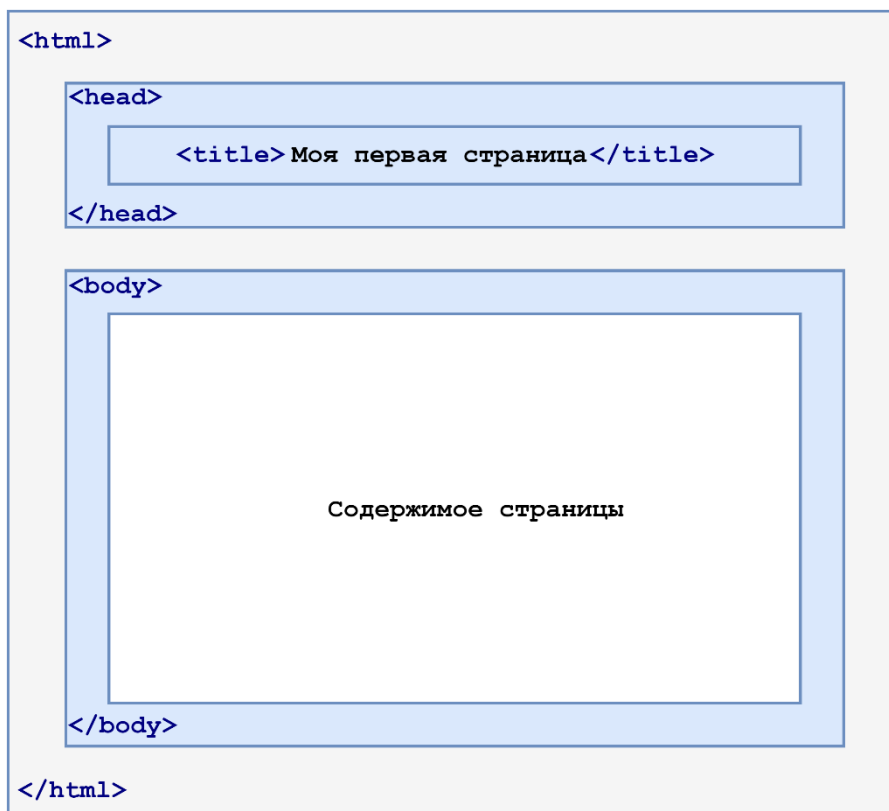 <html>
<head>
<title>Моя первая страница</title>
</head>
<body>
Содержимое страницы
</body>
</html>